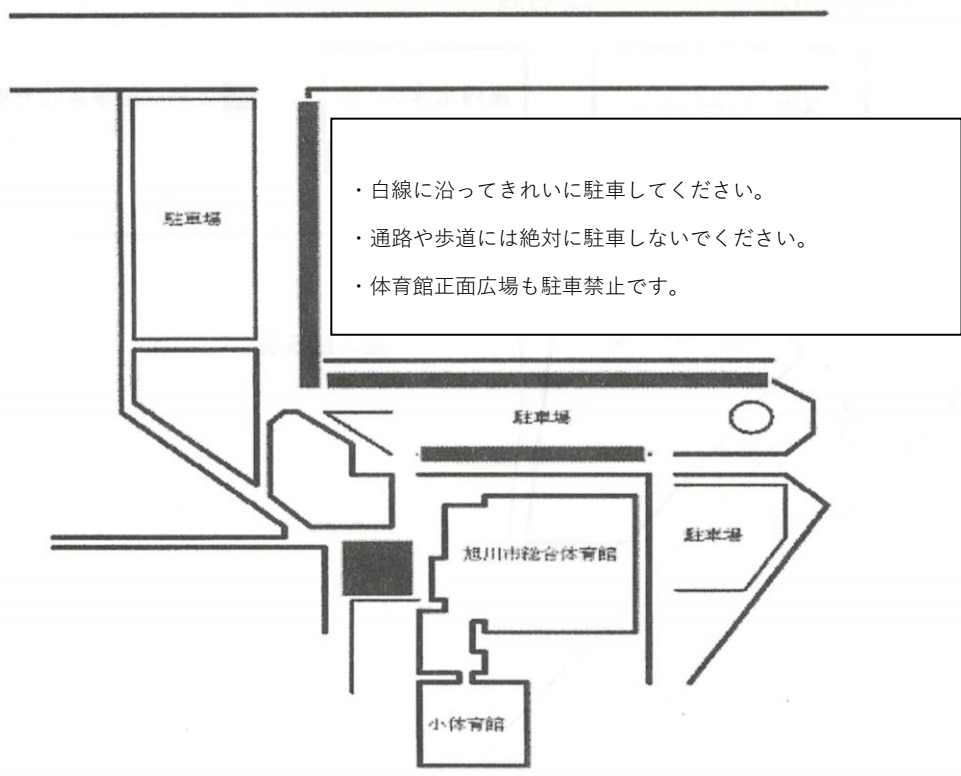 駐車場
・白線に沿ってきれいに駐車してください。
・通路や歩道には絶対に駐車しないでください。
・体育館正面広場も駐車禁止です。
駐車場
旭川市総合体育館
駐車場
小体育館